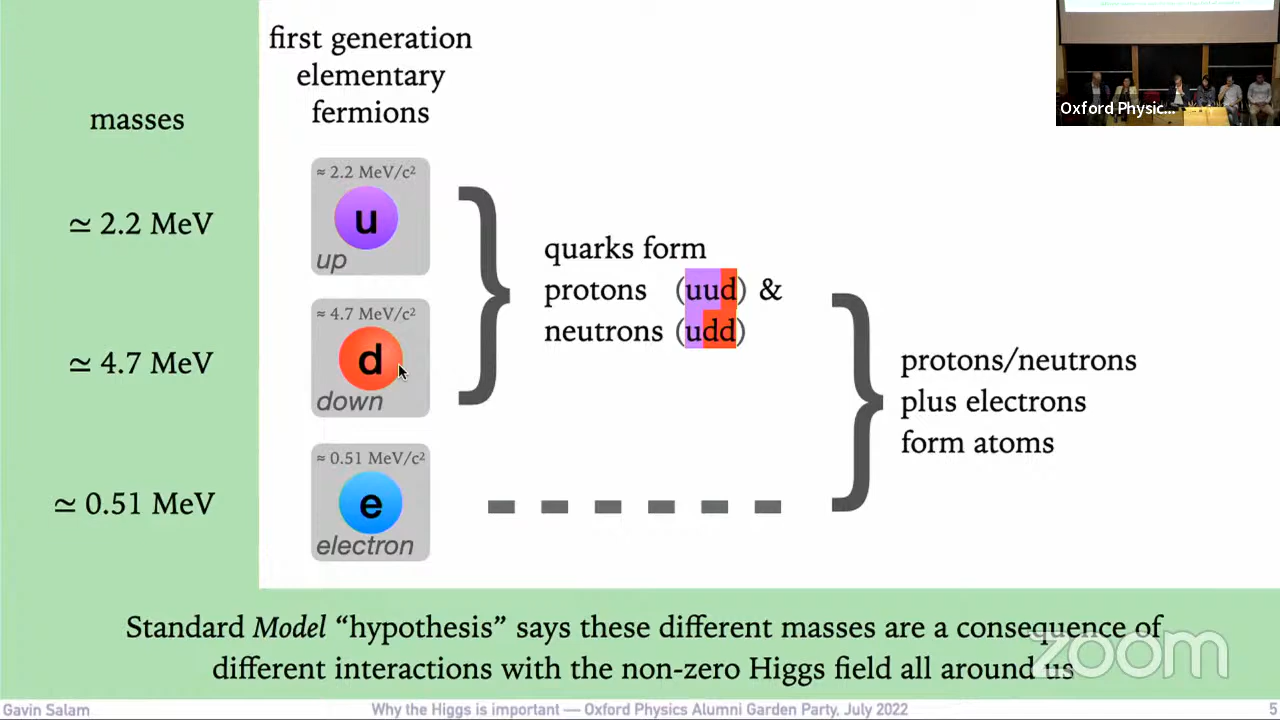 first generation
elementary
fermions
masses
≃ 2.2 MeV
≃ 4.7 MeV
≃ 0.51 MeV
≈ 2.2 MeV/c²
u
up
≈ 4.7 MeV/c²
d
down
≈ 0.51 MeV/c²
e
electron
quarks form
protons (uud) &
neutrons (udd)
protons/neutrons
plus electrons
form atoms
Oxford Physic...
Standard Model “hypothesis” says these different masses are a consequence of
different interactions with the non-zero Higgs field all around us
zoom
Gavin Salam
Why the Higgs is important — Oxford Physics Alumni Garden Party, July 2022
5